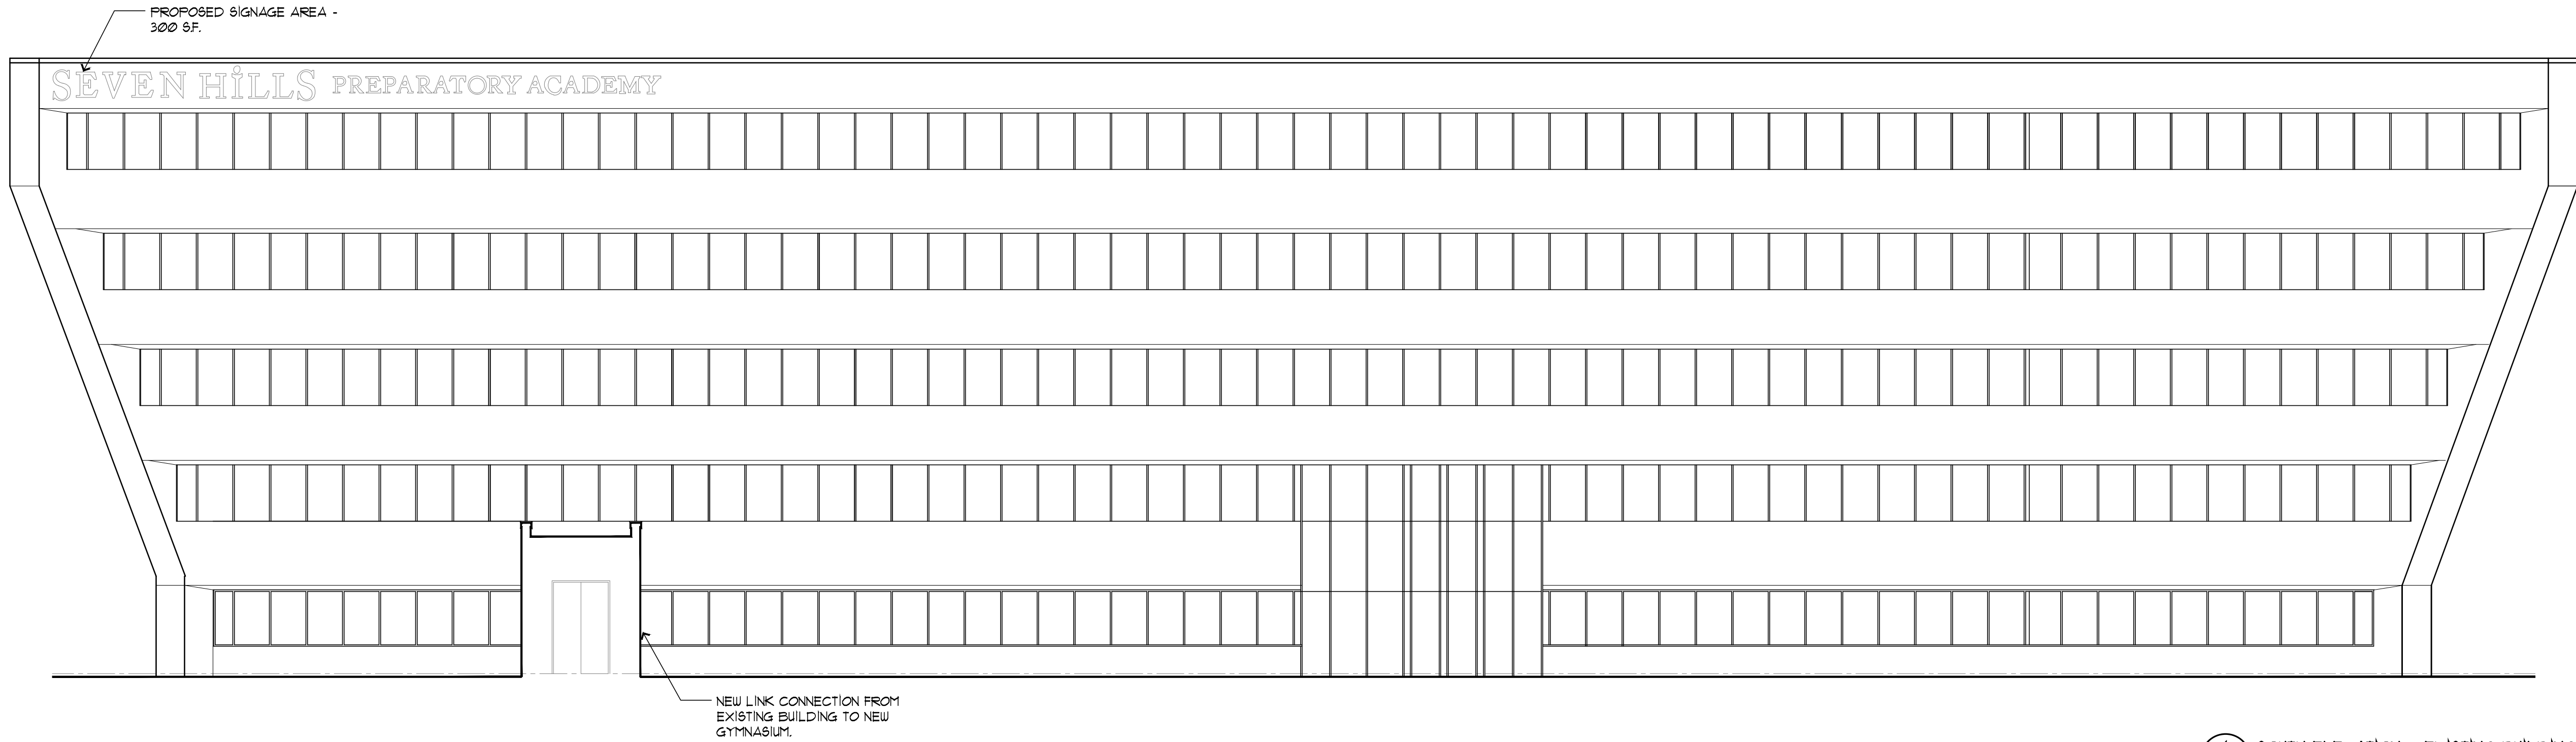 PROPOSED SIGNAGE AREA -
300 S.F.
SEVEN HILLS PREPARATORY ACADEMY
NEW LINK CONNECTION FROM
EXISTING BUILDING TO NEW
GYMNASIUM.